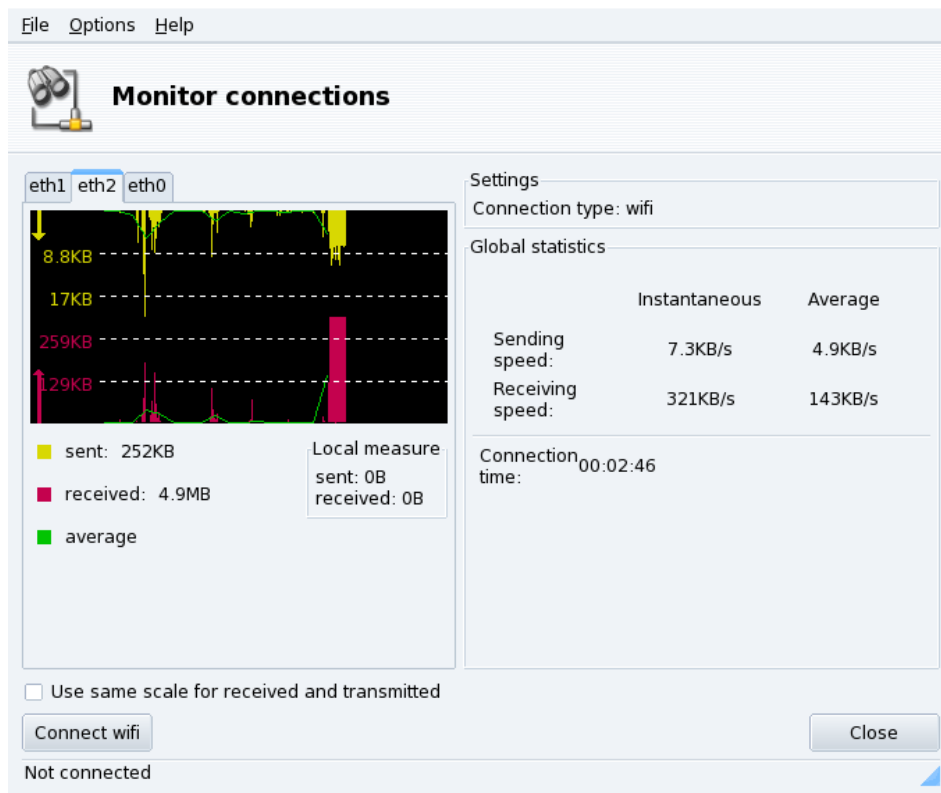 File Options Help
Monitor connections
eth1 eth2 eth0
8.8KB
17KB
259KB
129KB
sent: 252KB
received: 4.9MB
average
Local measure
sent: 0B
received: 0B
Settings
Connection type: wifi
Global statistics
Instantaneous Average
Sending
speed:
7.3KB/s 4.9KB/s
Receiving
speed:
321KB/s 143KB/s
Connection
time:
00:02:46
Use same scale for received and transmitted
Connect wifi
Close
Not connected